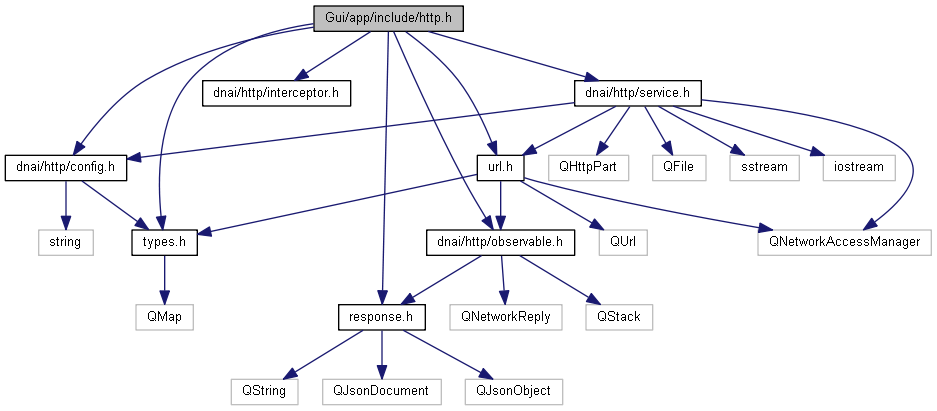 Gui/app/include/http.h
dnai/http/interceptor.h
dnai/http/service.h
dnai/http/config.h
url.h
QHttpPart
QFile
sstream
iostream
string
types.h
dnai/http/observable.h
QUrl
QNetworkAccessManager
QMap
response.h
QNetworkReply
QStack
QString
QJsonDocument
QJsonObject